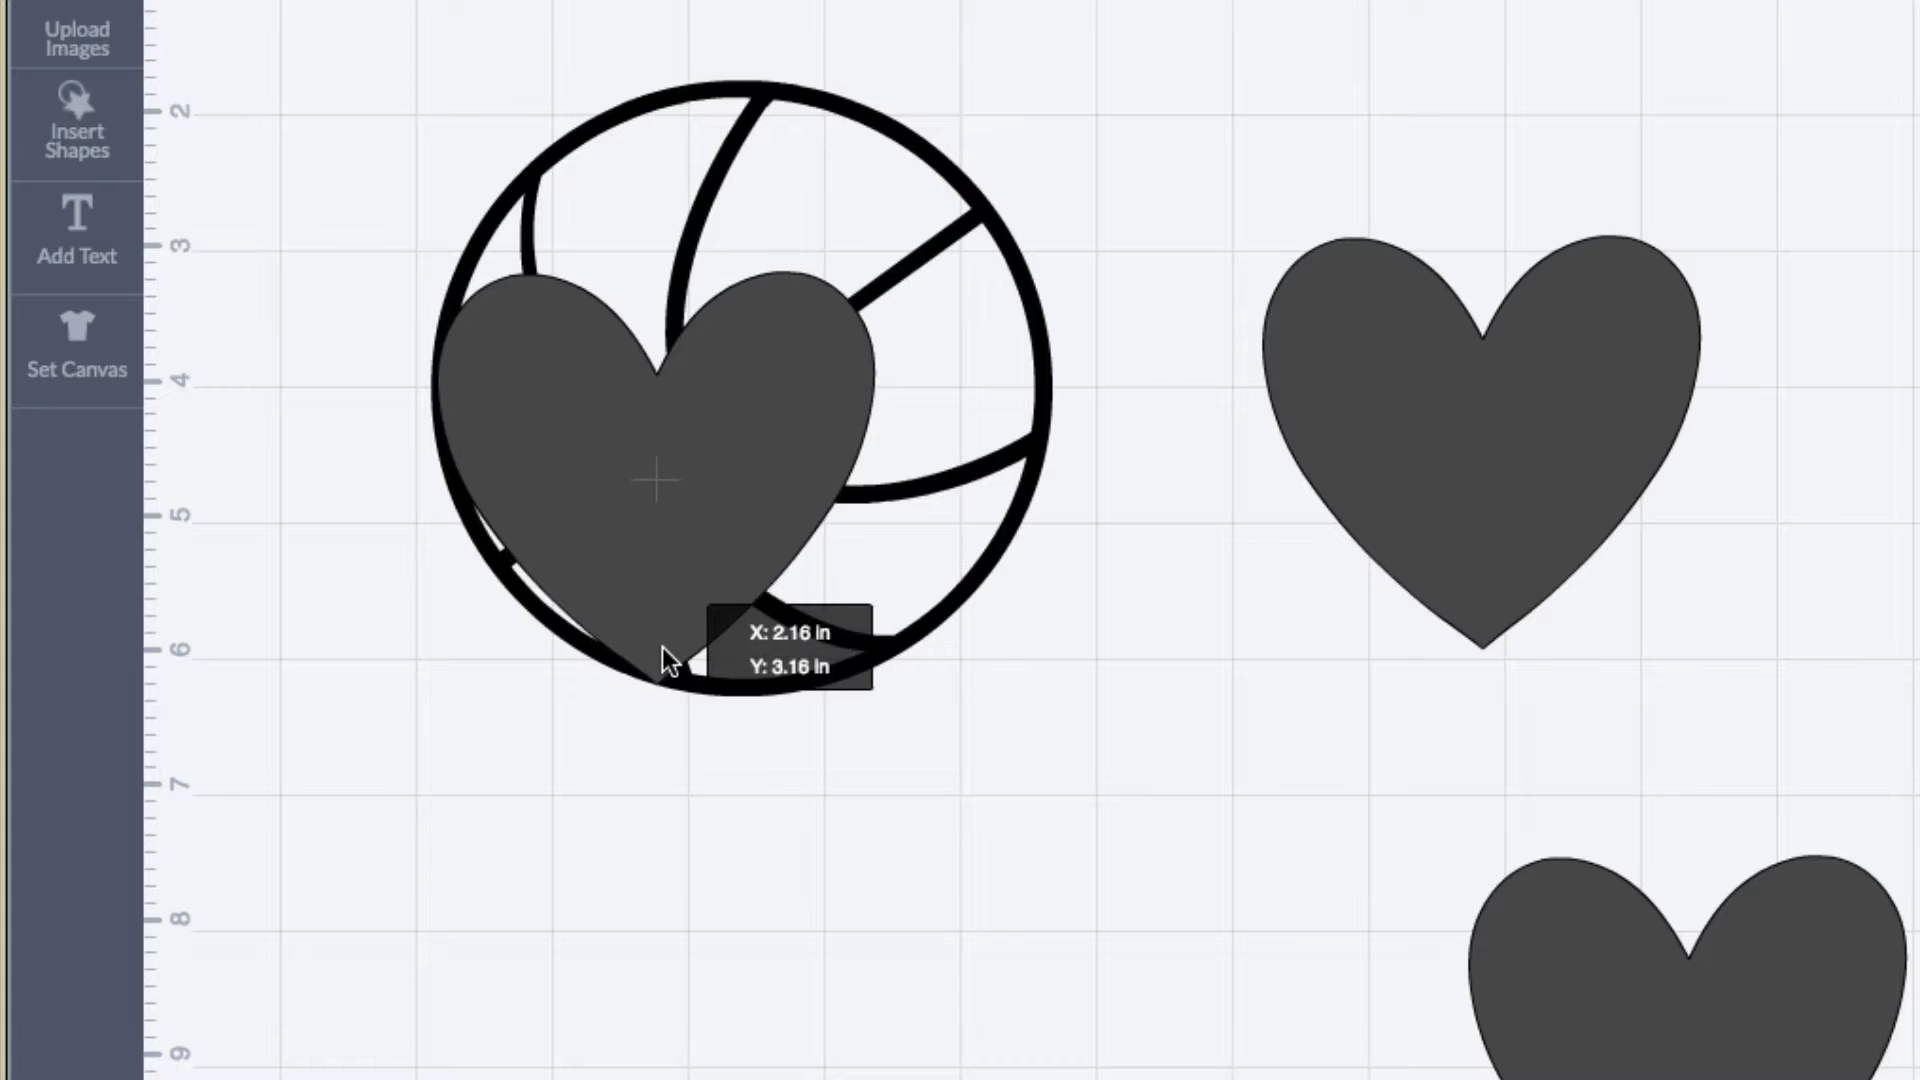 Upload
Images
Insert
Shapes
Add Text
Set Canvas
2
3
4
5
6
7
8
9
X: 2.16 in
Y: 3.16 in